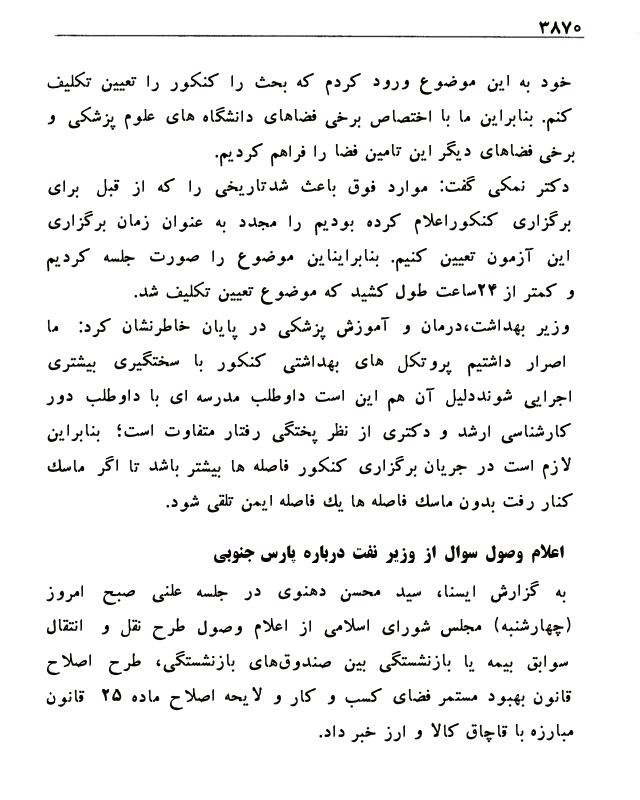 ۳۸۷۰
خود به این موضوع ورود کردم که بحث را کنکور را تعیین تکلیف
کنم. بنابراین ما با اختصاص برخی فضاهای دانشگاه های علوم پزشکی و
برخی فضاهای دیگر این تامین فضا را فراهم کردیم.
دکتر نمکی گفت: موارد فوق باعث شدتاریخی را که از قبل برای
برگزاری کنکوراعلام کرده بودیم را مجدد به عنوان زمان برگزاری
این آزمون تعیین کنیم. بنابرایناین موضوع را صورت جلسه کردیم
و کمتر از ۲۴ساعت طول کشید که موضوع تعیین تکلیف شد.
وزیر بهداشت،درمان و آموزش پزشکی در پایان خاطرنشان کرد: ما
اصرار داشتیم پروتکل های بهداشتی کنکور با سختگیری بیشتری
اجرایی شونددلیل آن هم این است داوطلب مدرسه ای با داوطلب دور
کارشناسی ارشد و دکتری از نظر پختگی رفتار متفاوت است؛ بنابراین
لازم است در جریان برگزاری کنکور فاصله ها بیشتر باشد تا اگر ماسك
کنار رفت بدون ماسك فاصله ها یك فاصله ایمن تلقی شود.
اعلام وصول سوال از وزیر نفت درباره پارس جنوبی
به گزارش ایسنا، سید محسن دهنوی در جلسه علنی صبح امروز
(چهارشنبه) مجلس شورای اسلامی از اعلام وصول طرح نقل و انتقال
سوابق بیمه یا بازنشستگی بین صندوق‌های بازنشستگی، طرح اصلاح
قانون بهبود مستمر فضای کسب و کار و لایحه اصلاح ماده ۲۵ قانون
مبارزه با قاچاق کالا و ارز خبر داد.